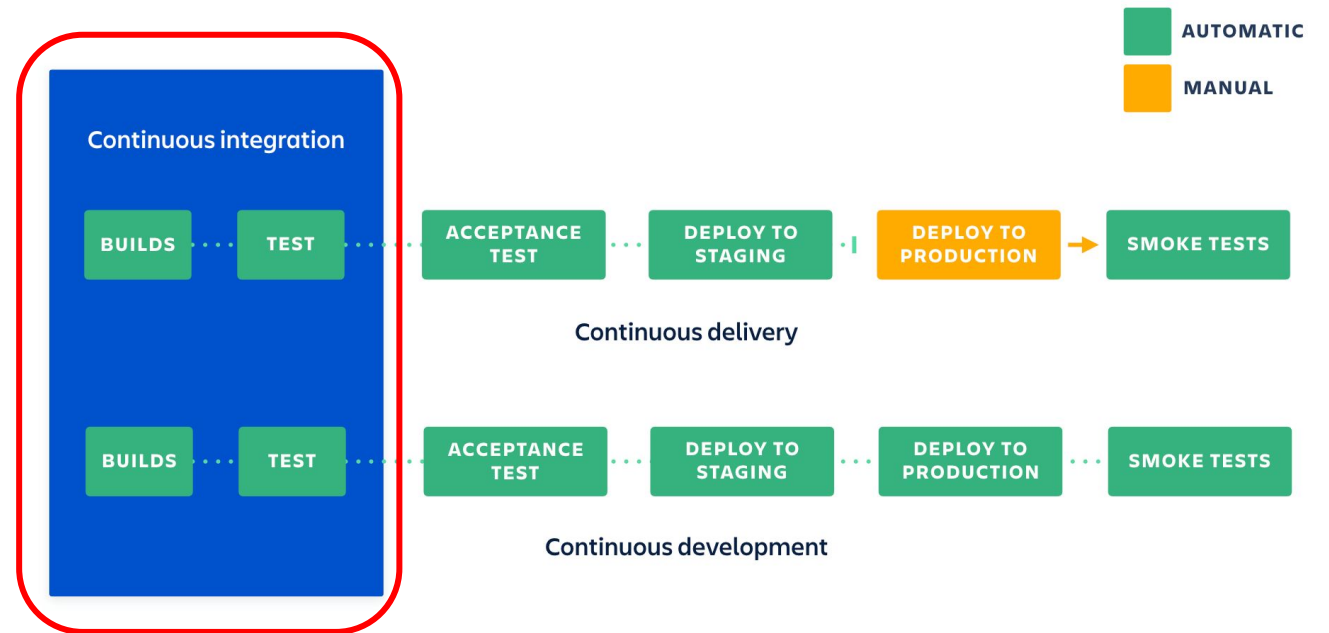 AUTOMATIC
MANUAL
Continuous integration
BUILDS
TEST
ACCEPTANCE
TEST
DEPLOY TO
STAGING
DEPLOY TO
PRODUCTION
SMOKE TESTS
Continuous delivery
BUILDS
TEST
ACCEPTANCE
TEST
DEPLOY TO
STAGING
DEPLOY TO
PRODUCTION
SMOKE TESTS
Continuous development